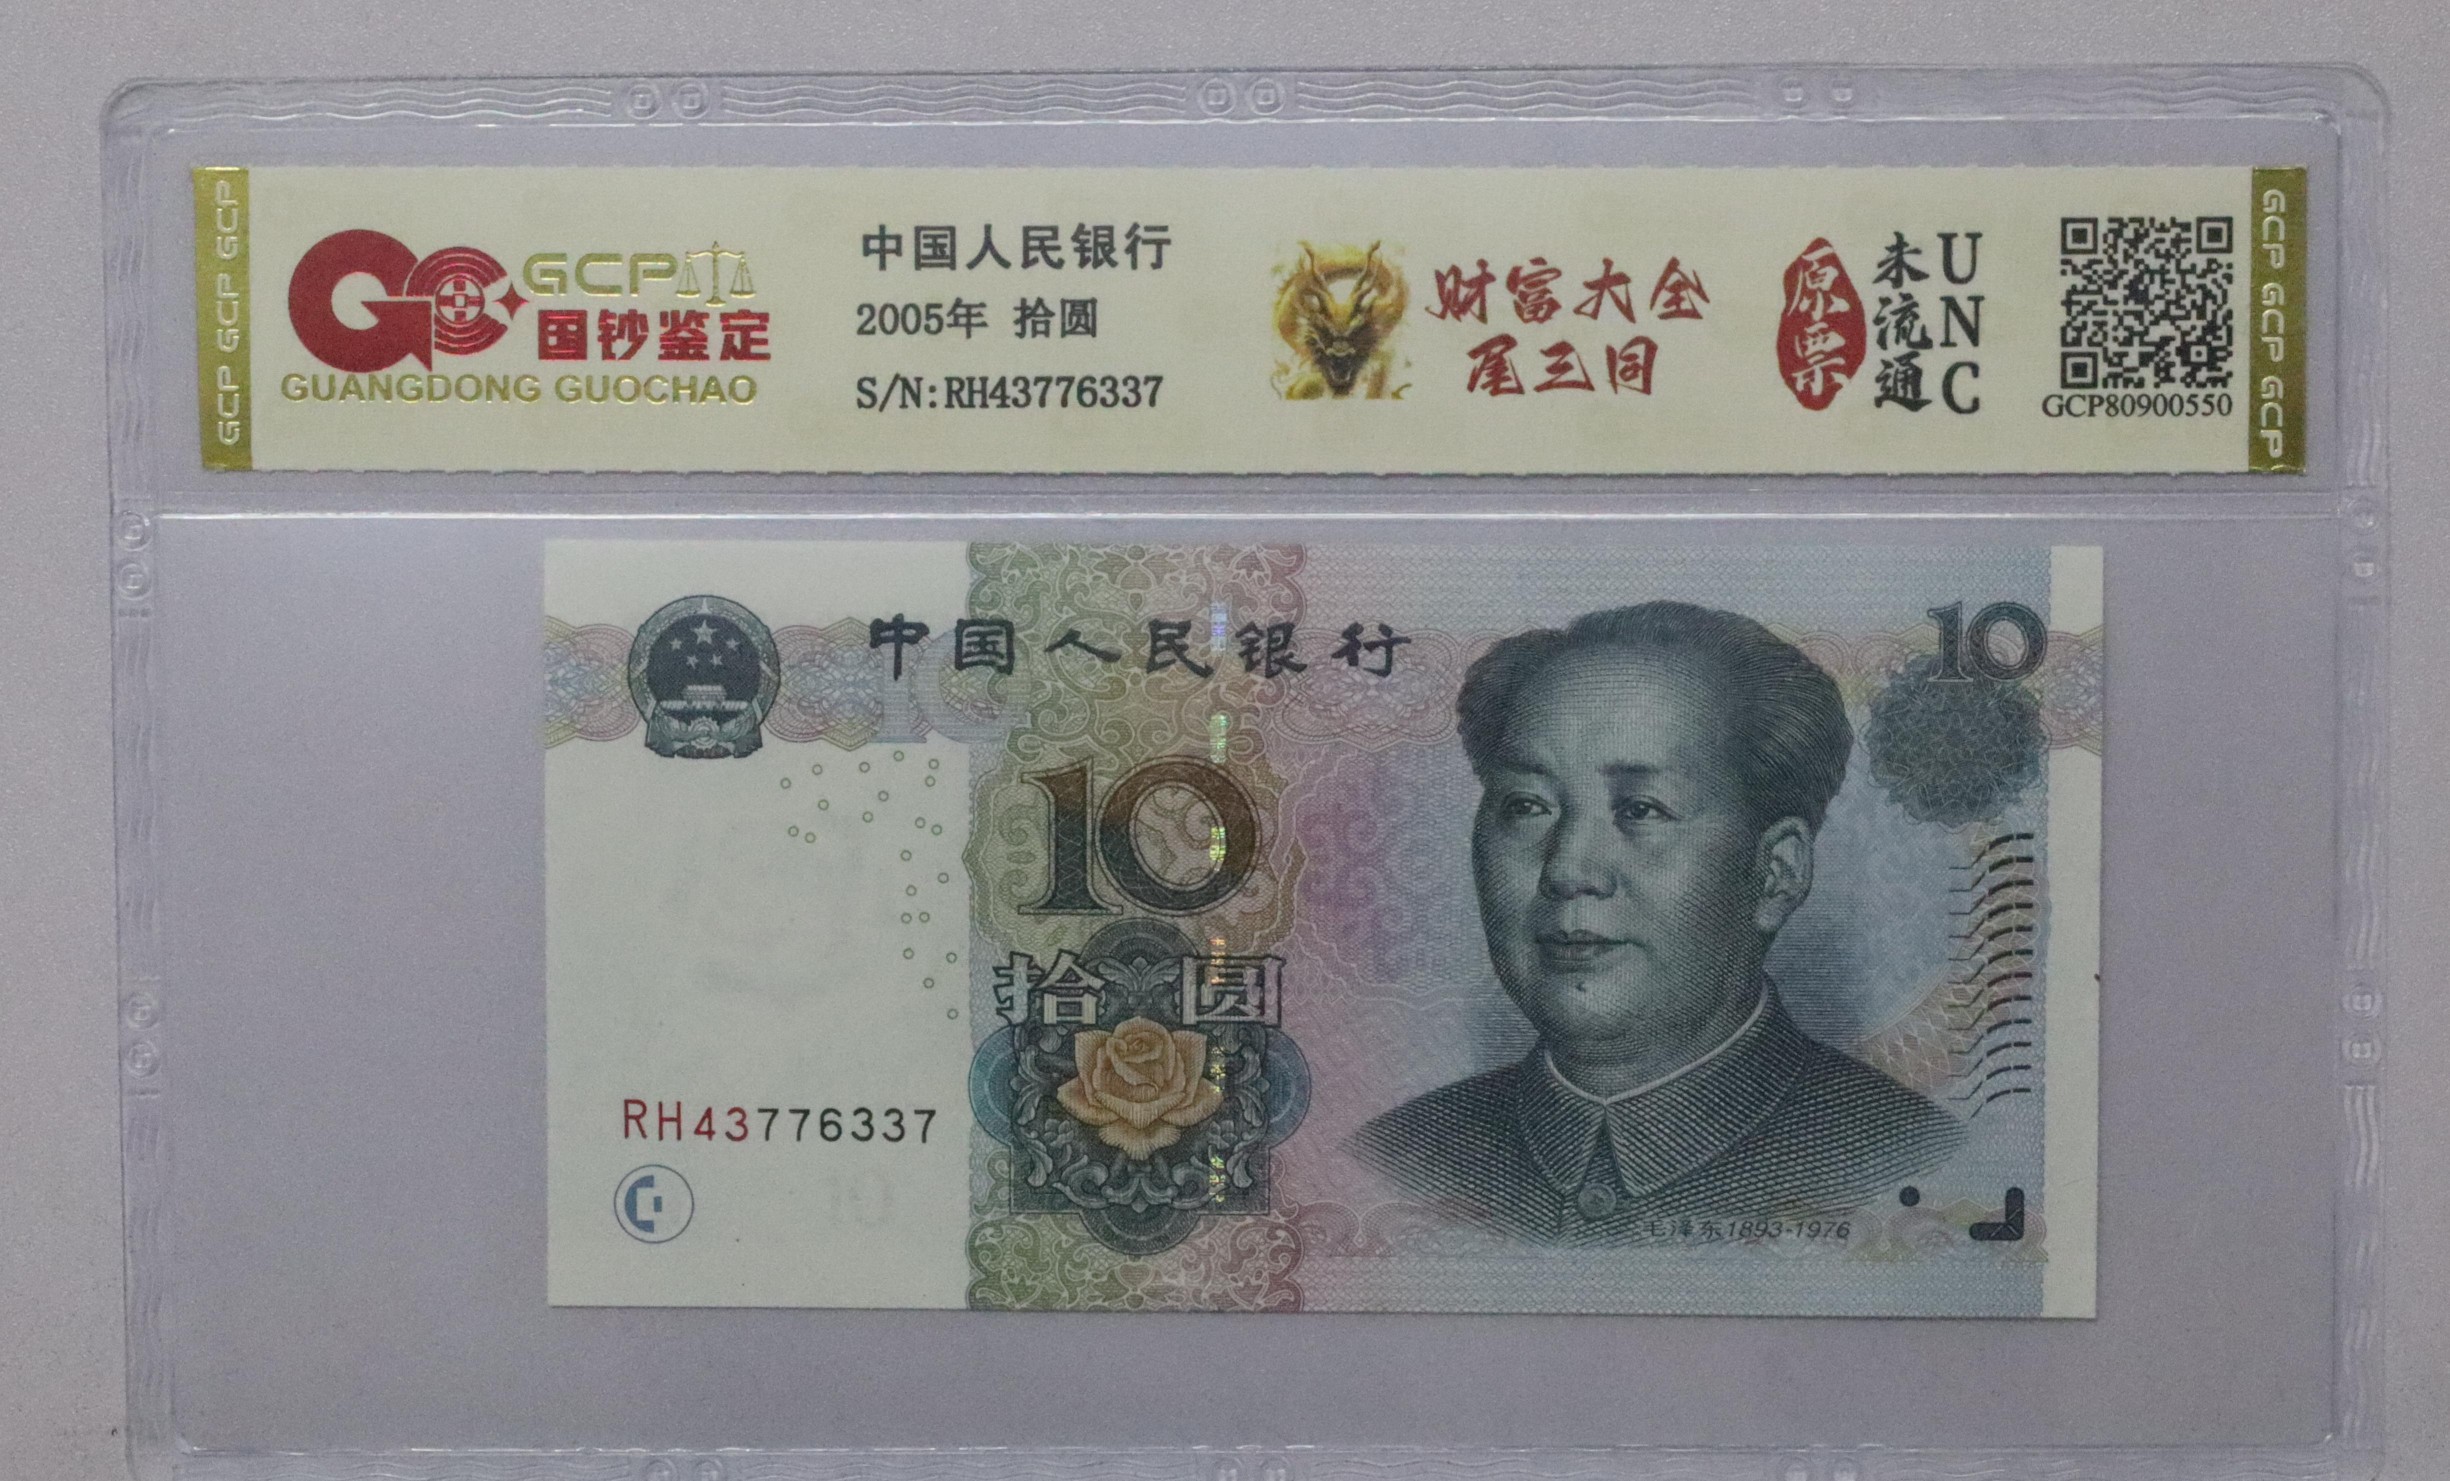 GCP GCP GCP
GCP
国钞鉴定
GUANGDONG GUOCHAO
中国人民银行
2005年 拾圆
S/N:RH43776337
财富大全
尾三同
原票
未流通
UNC
GCP80900550
GCP GCP GCP
中国人民银行
10
10
拾圆
RH43776337
毛泽东1893-1976